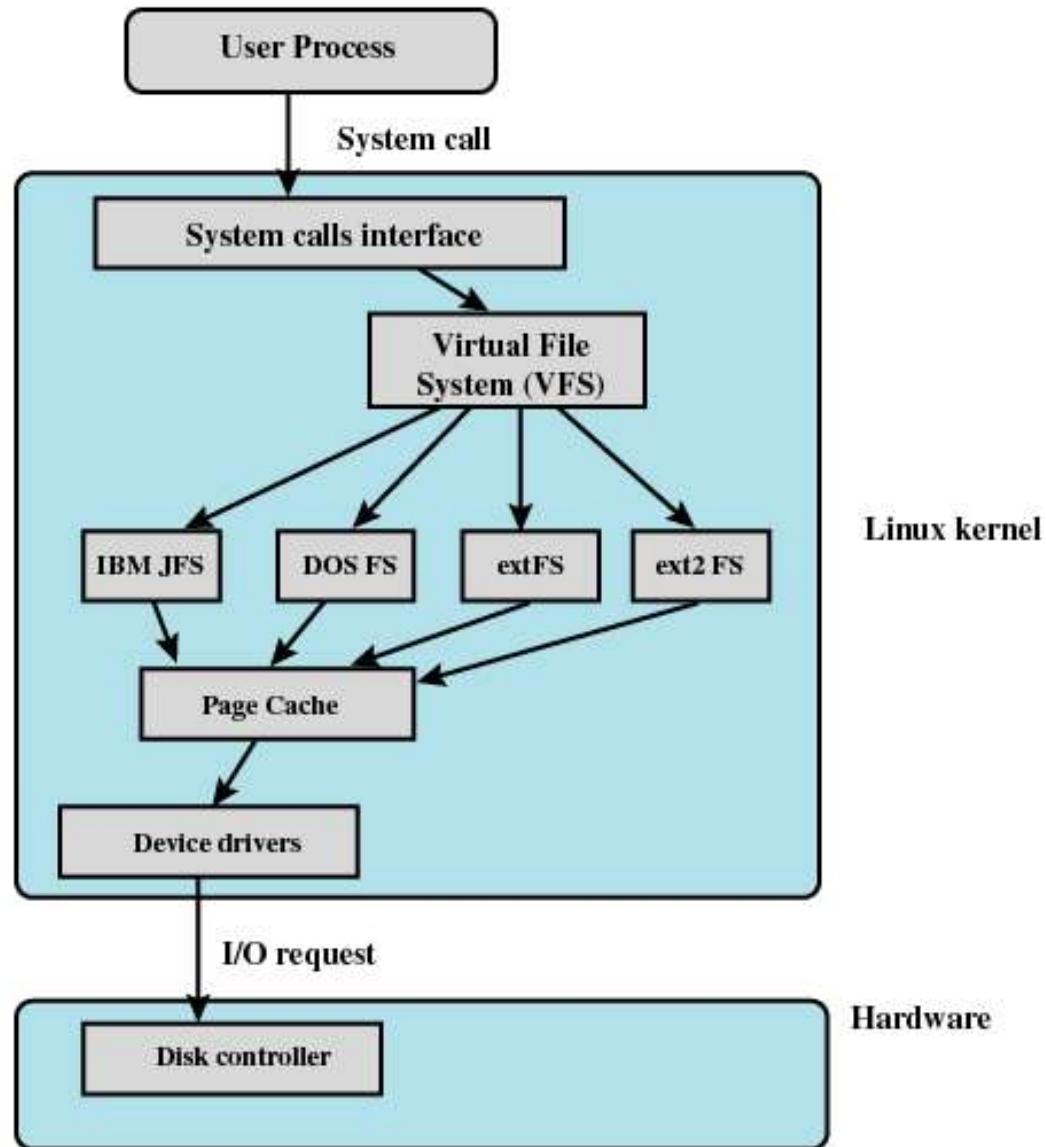 User Process
System call
System calls interface
Virtual File
System (VFS)
Linux kernel
IBM JFS
DOS FS
extFS
ext2 FS
Page Cache
Device drivers
I/O request
Hardware
Disk controller